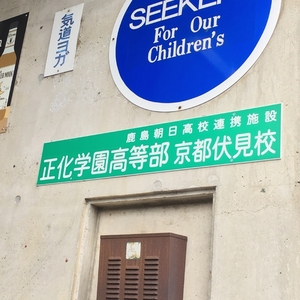 気道ヨガ
SEEKER
For Our
Children's
鹿島朝日高校連携施設
正化学園高等部 京都伏見校